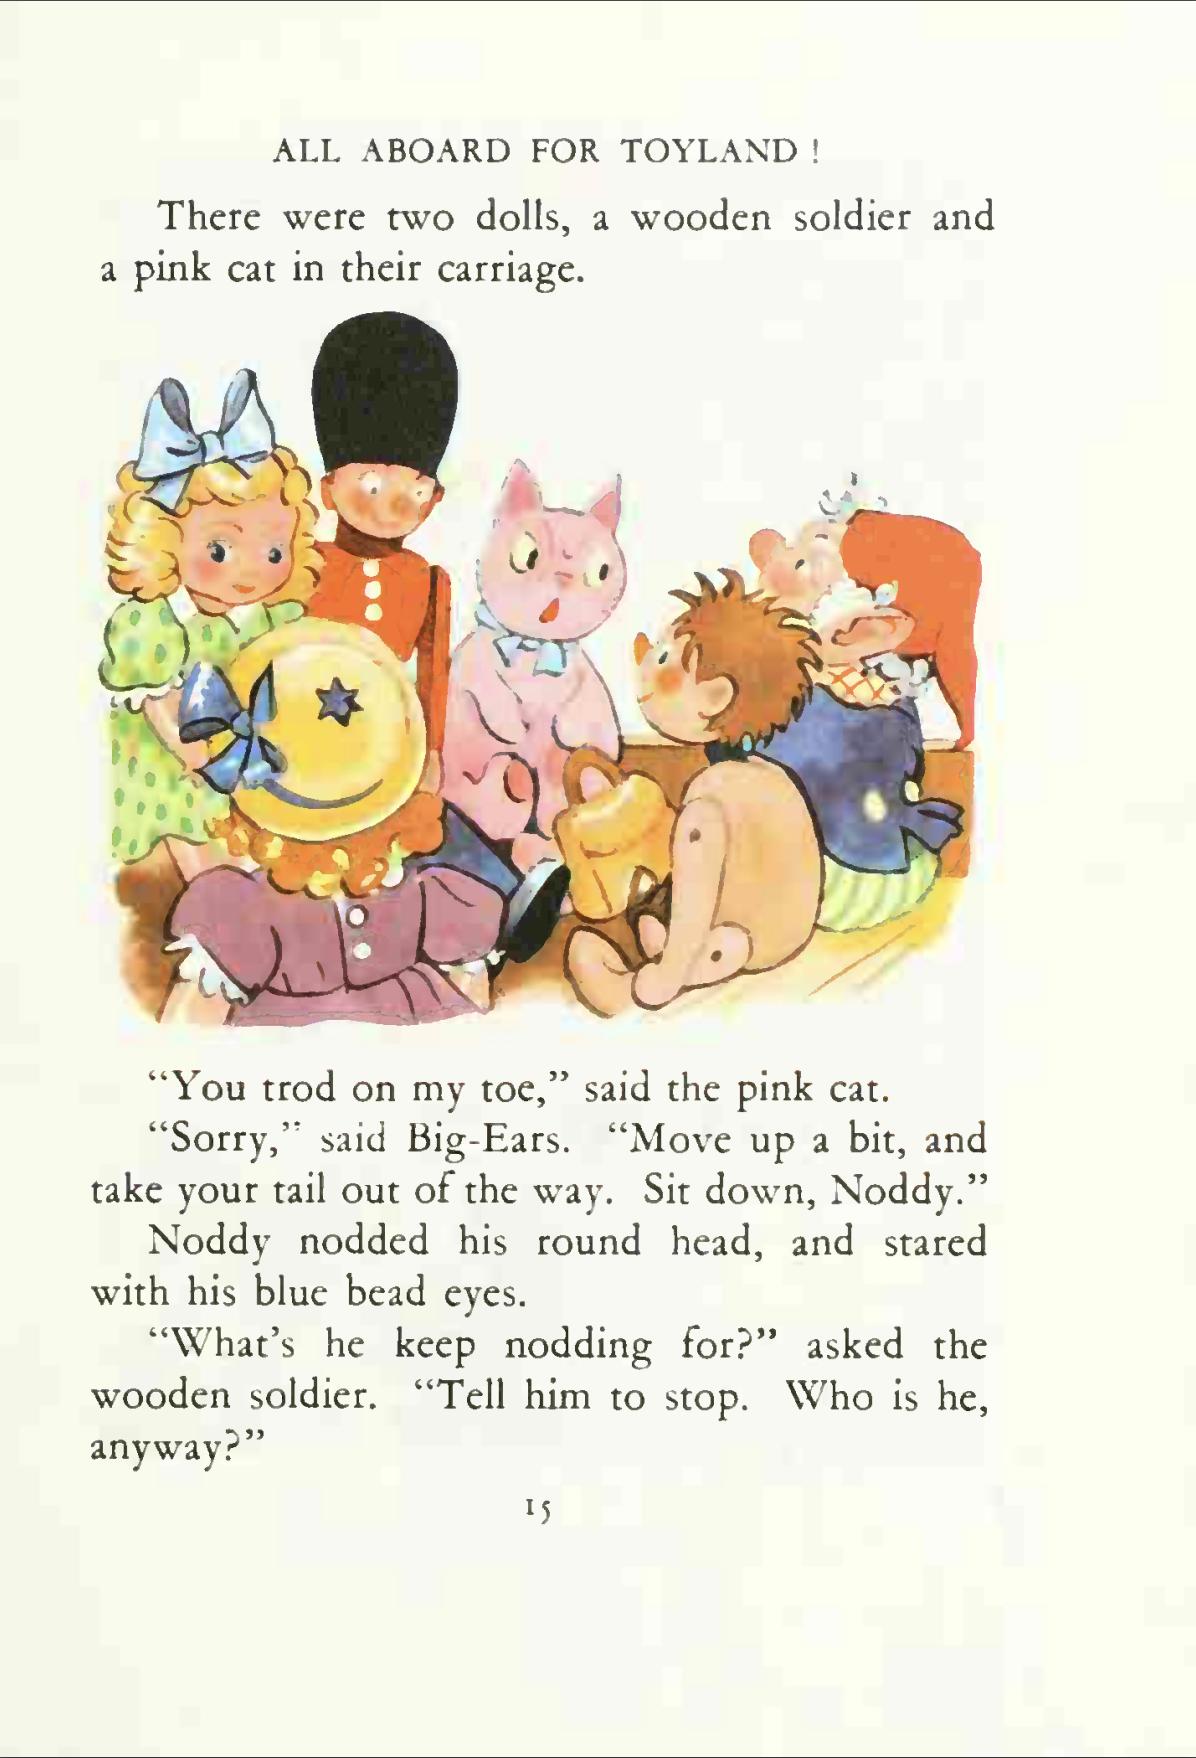 ALL ABOARD FOR TOYLAND !
There were two dolls, a wooden soldier and
a pink cat in their carriage.
“You trod on my toe,” said the pink cat.
“Sorry,” said Big-Ears. “Move up a bit, and
take your tail out of the way. Sit down, Noddy.”
Noddy nodded his round head, and stared
with his blue bead eyes.
“What's he keep nodding for?” asked the
wooden soldier. “Tell him to stop. Who is he,
anyway?”
15